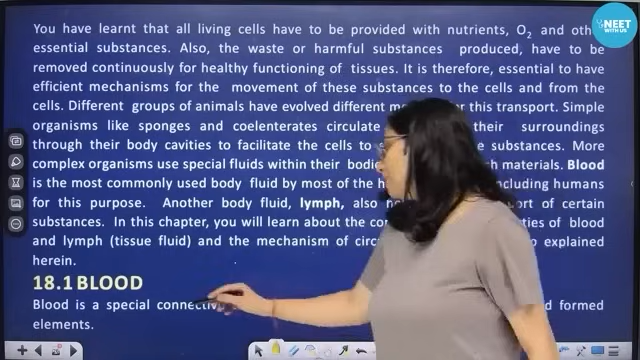 NEET
WITH US
You have learnt that all living cells have to be provided with nutrients, O2 and oth
essential substances. Also, the waste or harmful substances produced, have to be
removed continuously for healthy functioning of tissues. It is therefore, essential to have
efficient mechanisms for the movement of these substances to the cells and from the
cells. Different groups of animals have evolved different this transport. Simple
organisms like sponges and coelenterates circulate their surroundings
through their body cavities to facilitate the cells to substances. More
complex organisms use special fluids within their materials. Blood
is the most commonly used body fluid by most of the including humans
for this purpose. Another body fluid, lymph, also of certain
substances. In this chapter, you will learn about the of blood
and lymph (tissue fluid) and the mechanism of explained
herein.
18.1 BLOOD
Blood is a special formed
elements.